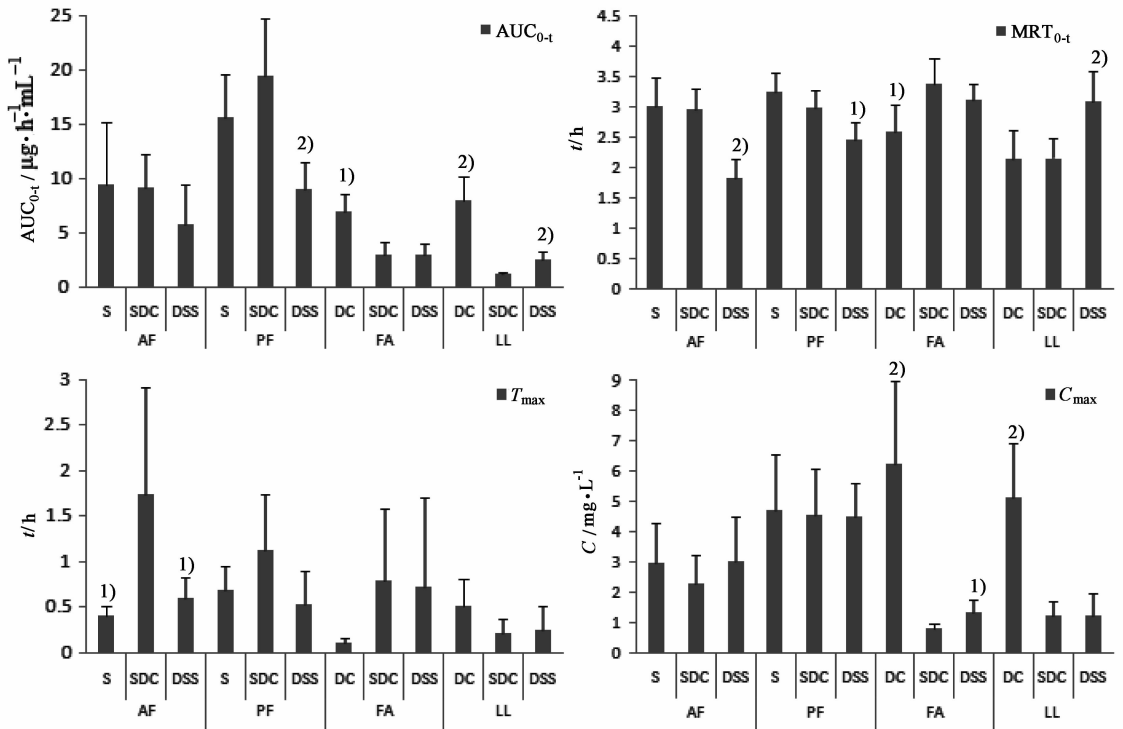 AUC0-t / μg·h⁻¹·mL⁻¹
25
20
15
10
5
0
AUC0-t
1)
2)
2)
2)
S SDC DSS S SDC DSS DC SDC DSS DC SDC DSS
AF PF FA LL
t/h
4.5
4
3.5
3
2.5
2
1.5
1
0.5
0
MRT0-t
2)
1)
1)
2)
S SDC DSS S SDC DSS DC SDC DSS DC SDC DSS
AF PF FA LL
t/h
3
2.5
2
1.5
1
0.5
0
Tmax
1)
1)
S SDC DSS S SDC DSS DC SDC DSS DC SDC DSS
AF PF FA LL
C /mg·L⁻¹
9
8
7
6
5
4
3
2
1
0
Cmax
2)
2)
1)
S SDC DSS S SDC DSS DC SDC DSS DC SDC DSS
AF PF FA LL